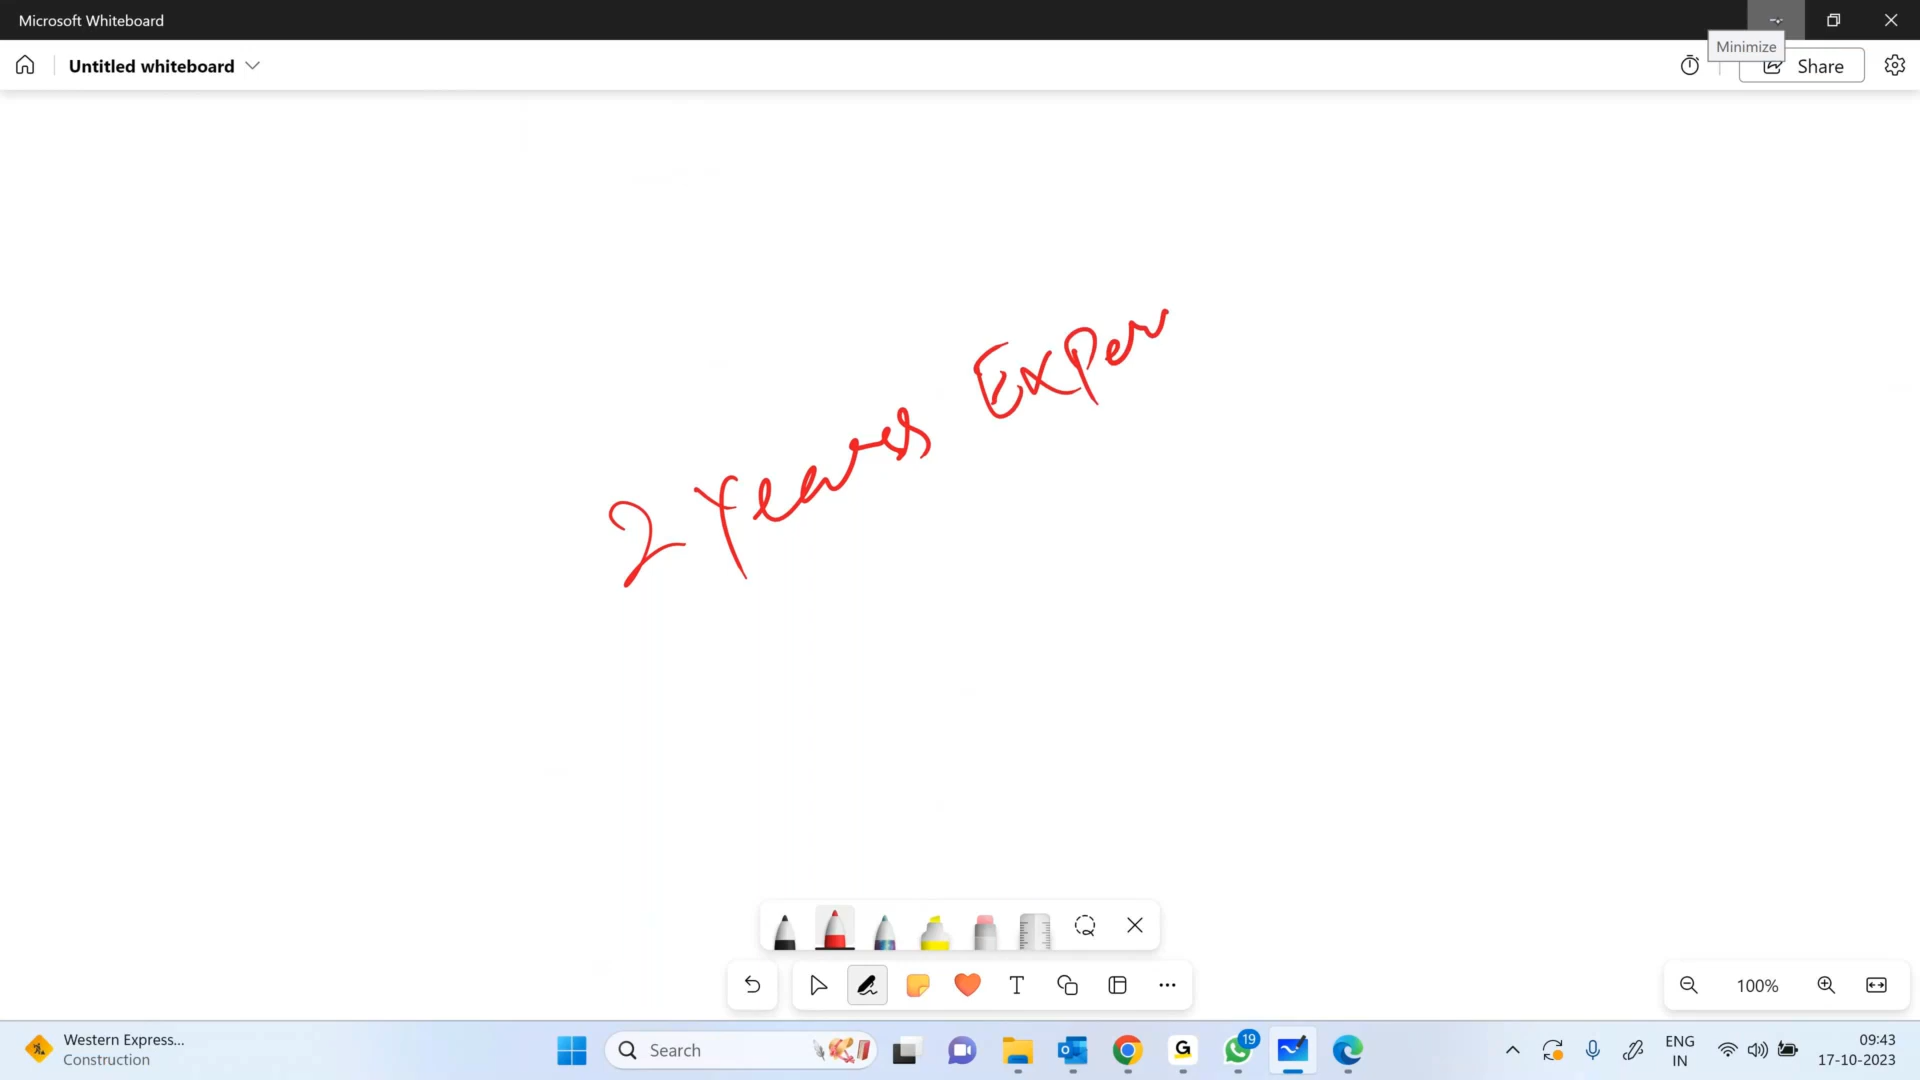 Microsoft Whiteboard
Minimize
Untitled whiteboard
Share
2 Years Exper
100%
Western Express...
Construction
Search
19
ENG
IN
09:43
17-10-2023